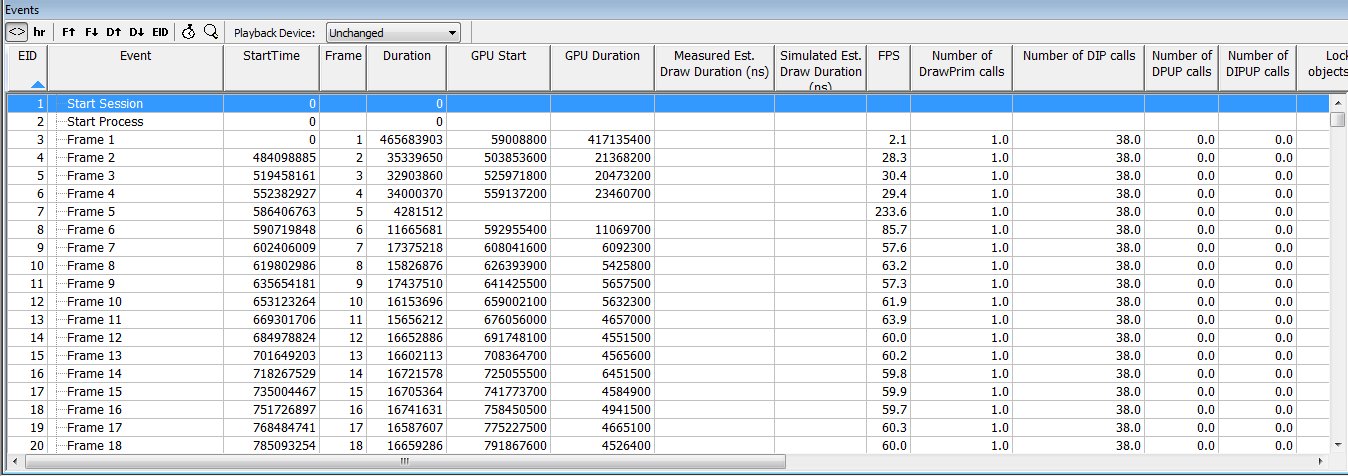 Events
<> hr F↑ F↓ D↑ D↓ EID Playback Device: Unchanged
EID Event StartTime Frame Duration GPU Start GPU Duration Measured Est. Draw Duration (ns) Simulated Est. Draw Duration (ns) FPS Number of DrawPrim calls Number of DIP calls Number of DPUP calls Number of DIPUP calls Lock objects
1 Start Session 0 0
2 Start Process 0 0
3 Frame 1 0 1 465683903 59008800 417135400 2.1 1.0 38.0 0.0 0.0
4 Frame 2 484098885 2 35339650 503853600 21368200 28.3 1.0 38.0 0.0 0.0
5 Frame 3 519458161 3 32903860 525971800 20473200 30.4 1.0 38.0 0.0 0.0
6 Frame 4 552382927 4 34000370 559137200 23460700 29.4 1.0 38.0 0.0 0.0
7 Frame 5 586406763 5 4281512 233.6 1.0 38.0 0.0 0.0
8 Frame 6 590719848 6 11665681 592955400 11069700 85.7 1.0 38.0 0.0 0.0
9 Frame 7 602406009 7 17375218 608041600 6092300 57.6 1.0 38.0 0.0 0.0
10 Frame 8 619802986 8 15826876 626393900 5425800 63.2 1.0 38.0 0.0 0.0
11 Frame 9 635654181 9 17437510 641425500 5657500 57.3 1.0 38.0 0.0 0.0
12 Frame 10 653123264 10 16153696 659002100 5632300 61.9 1.0 38.0 0.0 0.0
13 Frame 11 669301706 11 15656212 676056000 4657000 63.9 1.0 38.0 0.0 0.0
14 Frame 12 684978824 12 16652886 691748100 4551500 60.0 1.0 38.0 0.0 0.0
15 Frame 13 701649203 13 16602113 708364700 4565600 60.2 1.0 38.0 0.0 0.0
16 Frame 14 718267529 14 16721578 725055500 6451500 59.8 1.0 38.0 0.0 0.0
17 Frame 15 735004467 15 16705364 741773700 4584900 59.9 1.0 38.0 0.0 0.0
18 Frame 16 751726897 16 16741631 758450500 4941500 59.7 1.0 38.0 0.0 0.0
19 Frame 17 768484741 17 16587607 775227500 4665100 60.3 1.0 38.0 0.0 0.0
20 Frame 18 785093254 18 16659286 791867600 4526400 60.0 1.0 38.0 0.0 0.0